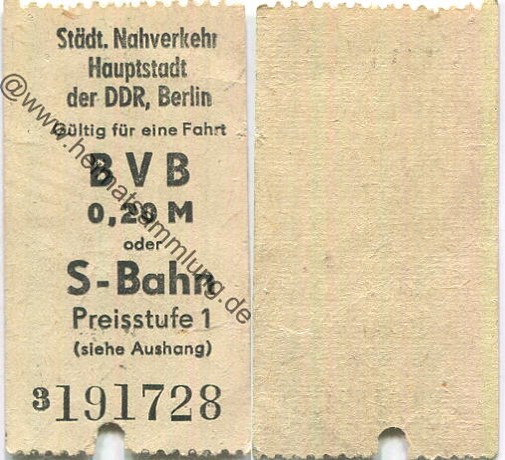 Städt. Nahverkehr
Hauptstadt
der DDR, Berlin
Gültig für eine Fahrt
BVB
0,20 M
oder
S-Bahn
Preisstufe 1
(siehe Aushang)
3191728
@www.heimatsammlung.de